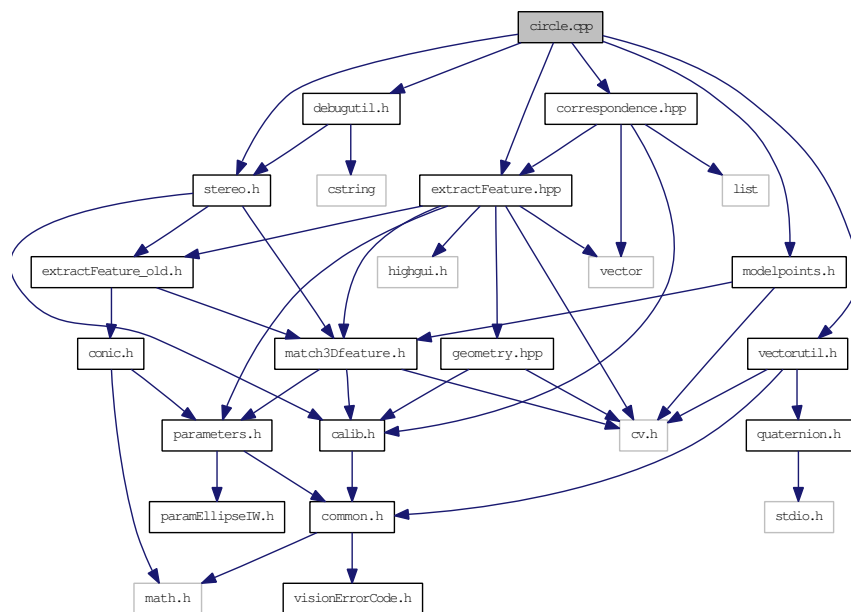 circle.cpp
debugutil.h
correspondence.hpp
stereo.h
cstring
extractFeature.hpp
list
extractFeature_old.h
highgui.h
vector
modelpoints.h
conic.h
match3Dfeature.h
geometry.hpp
vectorutil.h
parameters.h
calib.h
cv.h
quaternion.h
paramEllipseIW.h
common.h
stdio.h
math.h
visionErrorCode.h